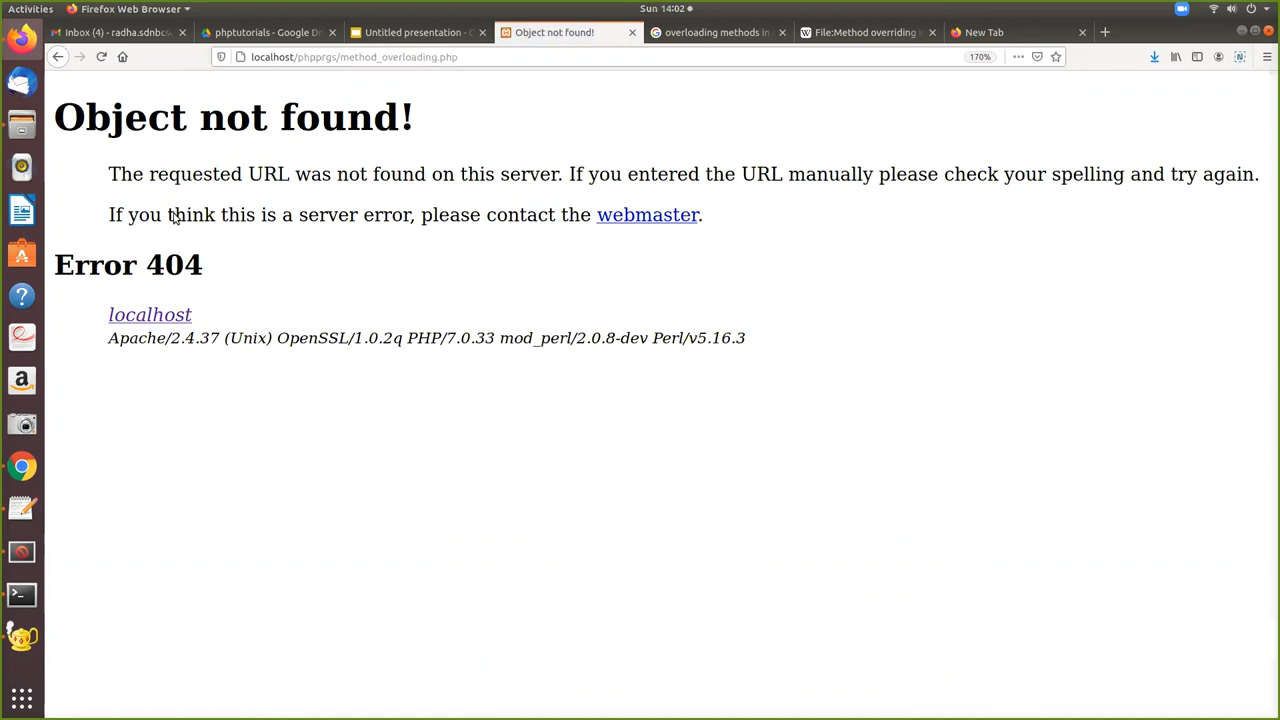 Activities Firefox Web Browser Sun 14:02
Inbox (4) - radha.sdnbcs phptutorials - Google Dr Untitled presentation - Object not found! overloading methods in File:Method overriding in New Tab
localhost/phpprgs/method_overloading.php 170%
Object not found!
The requested URL was not found on this server. If you entered the URL manually please check your spelling and try again.
If you think this is a server error, please contact the webmaster.
Error 404
localhost
Apache/2.4.37 (Unix) OpenSSL/1.0.2q PHP/7.0.33 mod_perl/2.0.8-dev Perl/v5.16.3